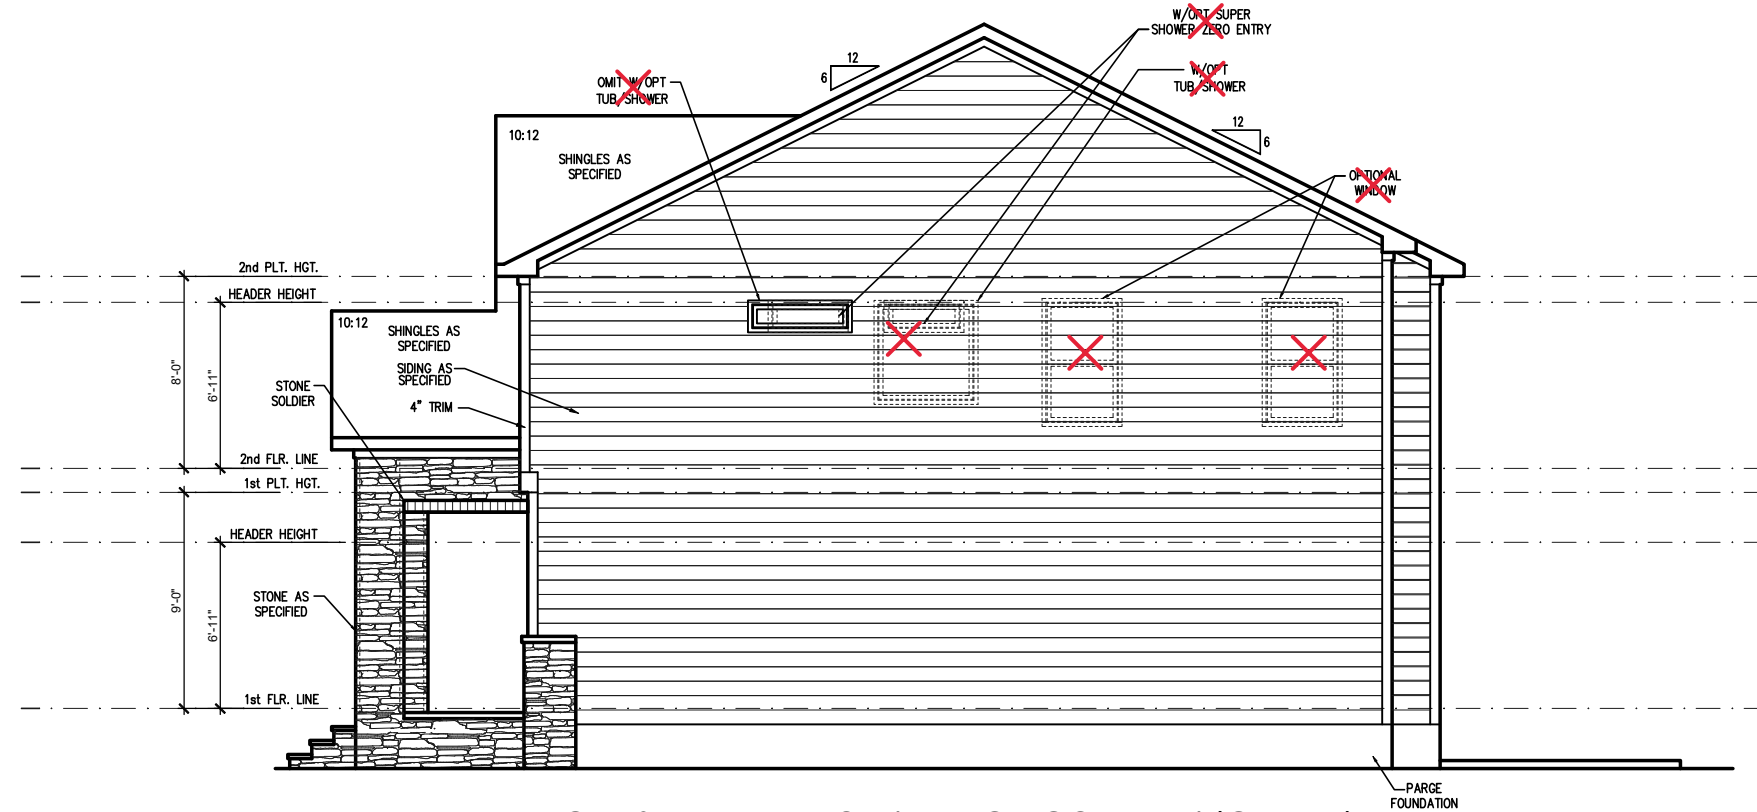 W/OPT SUPER
SHOWER ZERO ENTRY
12
6
OMIT W/OPT
TUB/SHOWER
W/OPT
TUB/SHOWER
12
6
10:12
SHINGLES AS
SPECIFIED
OPTIONAL
WINDOW
2nd PLT. HGT.
HEADER HEIGHT
10:12
SHINGLES AS
SPECIFIED
SIDING AS
SPECIFIED
8'-0"
6'-11"
STONE
SOLDIER
4" TRIM
2nd FLR. LINE
1st PLT. HGT.
HEADER HEIGHT
9'-0"
6'-11"
STONE AS
SPECIFIED
1st FLR. LINE
PARGE
FOUNDATION